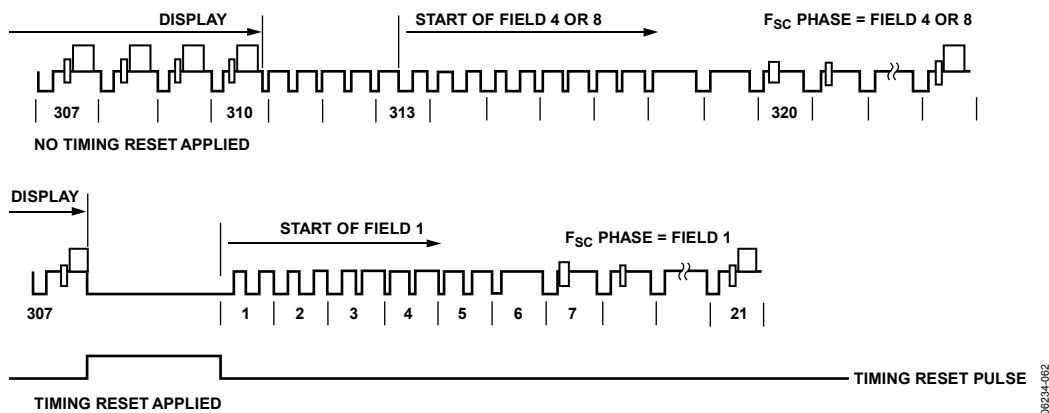 DISPLAY
START OF FIELD 4 OR 8
FSC PHASE = FIELD 4 OR 8
307
310
313
320
NO TIMING RESET APPLIED
DISPLAY
START OF FIELD 1
FSC PHASE = FIELD 1
307
1
2
3
4
5
6
7
21
TIMING RESET PULSE
TIMING RESET APPLIED
06234-062